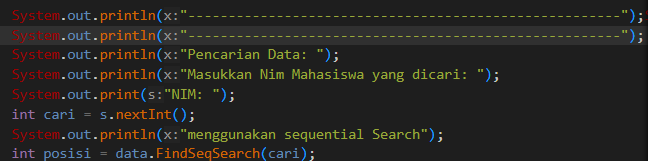 System.out.println(x:"------------------------------------------------------");
System.out.println(x:"------------------------------------------------------");
System.out.println(x:"Pencarian Data: ");
System.out.println(x:"Masukkan Nim Mahasiswa yang dicari: ");
System.out.print(s:"NIM: ");
int cari = s.nextInt();
System.out.println(x:"menggunakan sequential Search");
int posisi = data.FindSeqSearch(cari);